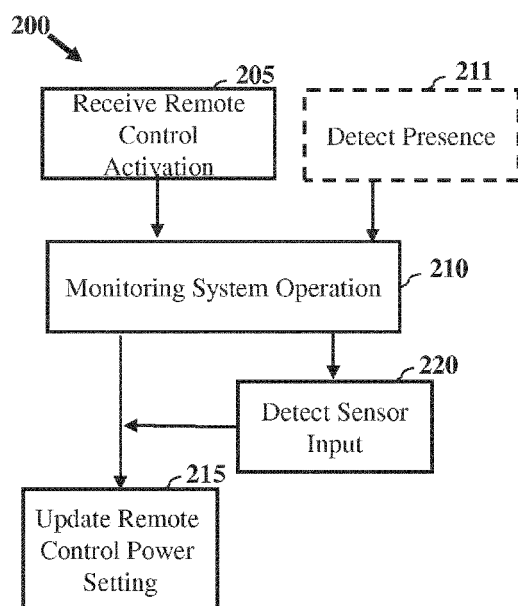 200
205
Receive Remote
Control
Activation
211
Detect Presence
210
Monitoring System Operation
220
Detect Sensor
Input
215
Update Remote
Control Power
Setting